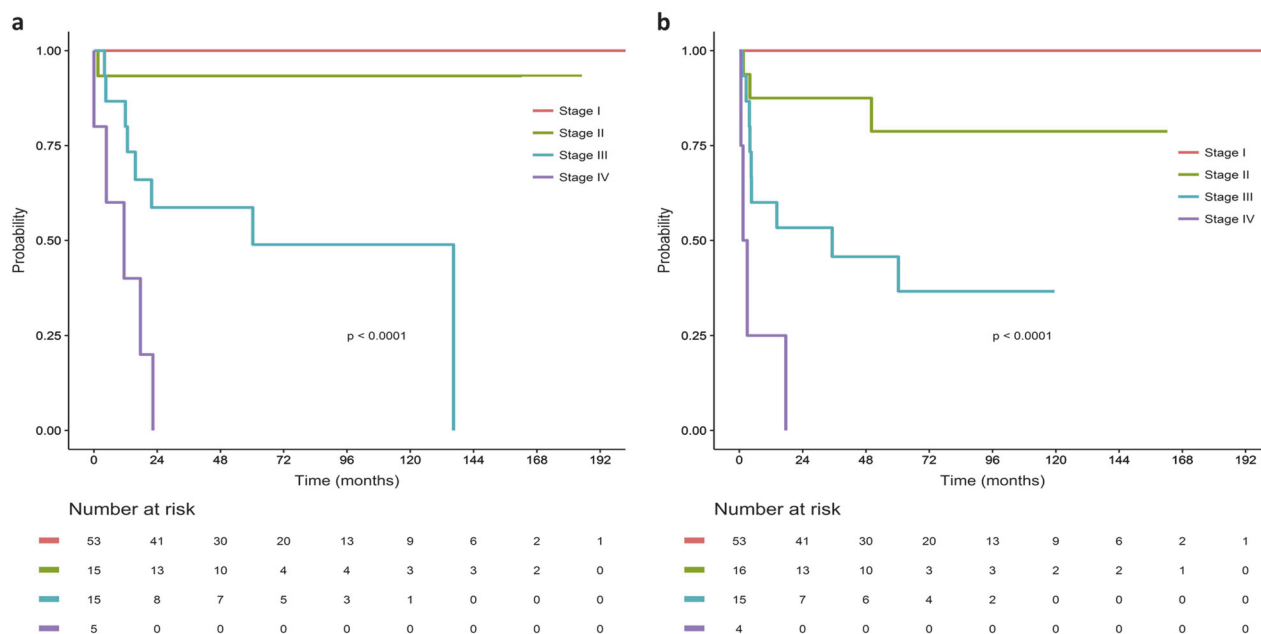 a
1.00
0.75
0.50
0.25
0.00
Probability
Stage I
Stage II
Stage III
Stage IV
p < 0.0001
0 24 48 72 96 120 144 168 192
Time (months)
Number at risk
53 41 30 20 13 9 6 2 1
15 13 10 4 4 3 3 2 0
15 8 7 5 3 1 0 0 0
5 0 0 0 0 0 0 0 0
b
1.00
0.75
0.50
0.25
0.00
Probability
Stage I
Stage II
Stage III
Stage IV
p < 0.0001
0 24 48 72 96 120 144 168 192
Time (months)
Number at risk
53 41 30 20 13 9 6 2 1
16 13 10 3 3 2 2 1 0
15 7 6 4 2 0 0 0 0
4 0 0 0 0 0 0 0 0